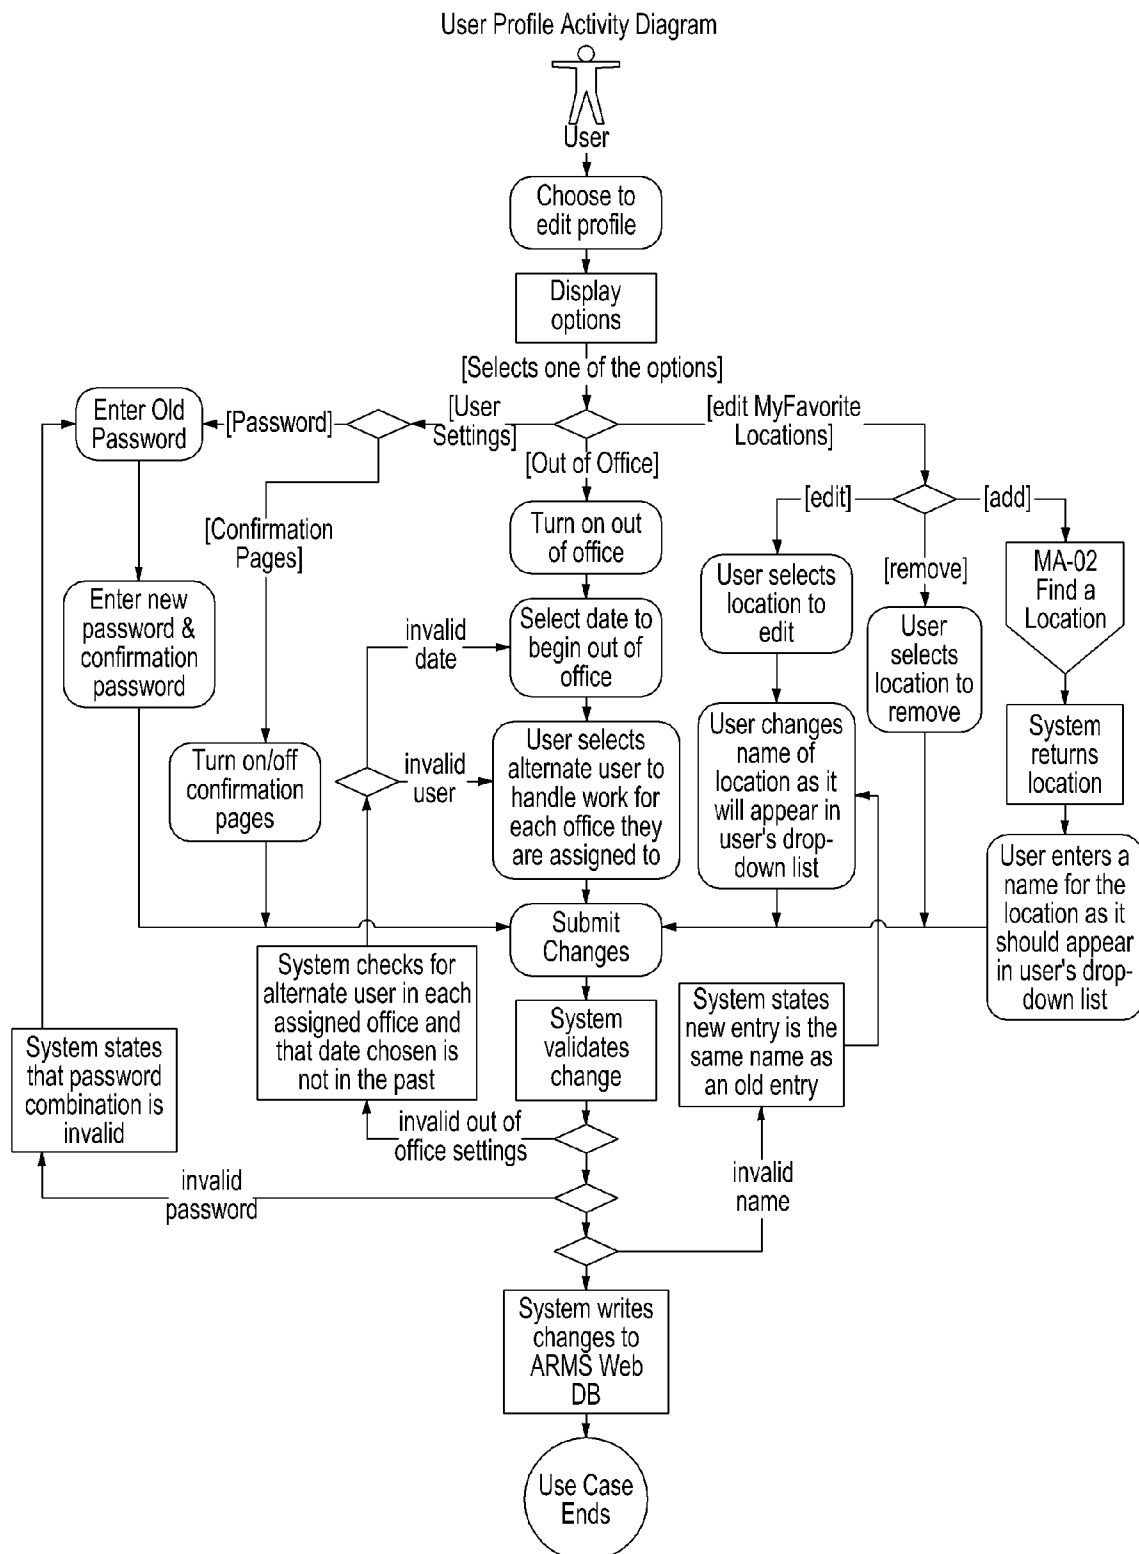 User Profile Activity Diagram
User
Choose to
edit profile
Display
options
[Selects one of the options]
Enter Old
Password
[Password]
[User
Settings]
[edit MyFavorite
Locations]
[Out of Office]
[Confirmation
Pages]
Turn on out
of office
[edit]
[add]
[remove]
User selects
location to
edit
MA-02
Find a
Location
Enter new
password &
confirmation
password
invalid
date
Select date to
begin out of
office
User
selects
location to
remove
User changes
name of
location as it
will appear in
user's drop-
down list
System
returns
location
Turn on/off
confirmation
pages
invalid
user
User selects
alternate user to
handle work for
each office they
are assigned to
User enters a
name for the
location as it
should appear
in user's drop-
down list
Submit
Changes
System checks for
alternate user in each
assigned office and
that date chosen is
not in the past
System
validates
change
System states
new entry is the
same name as
an old entry
System states
that password
combination is
invalid
invalid out of
office settings
invalid
password
invalid
name
System writes
changes to
ARMS Web
DB
Use Case
Ends